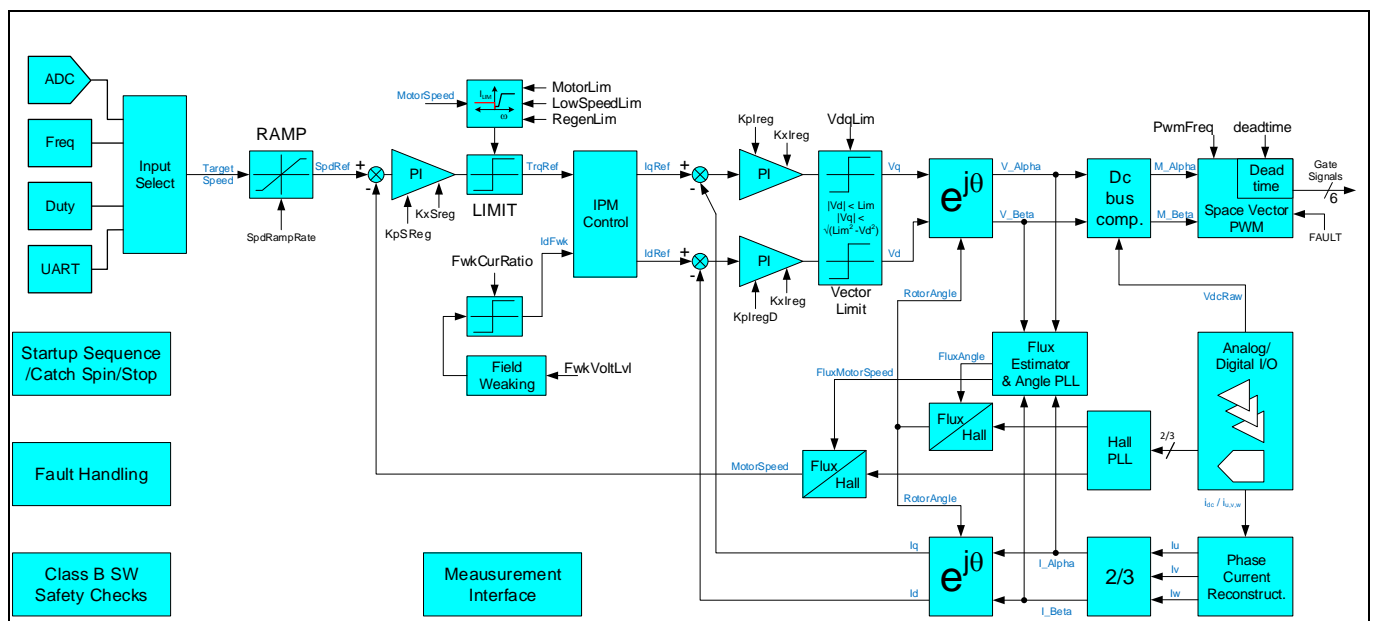 ADC
Freq
Duty
UART
Input
Select
Target
Speed
RAMP
SpdRampRate
SpdRef
+
-
PI
KpSReg
KxSreg
MotorSpeed
I_LIM
ω
MotorLim
LowSpeedLim
RegenLim
LIMIT
TrqRef
IdFwk
FwkCurRatio
Field
Weaking
FwkVoltLvl
IPM
Control
IqRef
IdRef
+
-
+
-
KpIreg
KxIreg
PI
PI
KpIregD
KxIreg
VdqLim
|Vd| < Lim
|Vq| <
√(Lim²-Vd²)
Vector
Limit
Vq
Vd
e^jθ
RotorAngle
V_Alpha
V_Beta
Dc
bus
comp.
M_Alpha
M_Beta
PwmFreq
deadtime
Dead
time
Space Vector
PWM
Gate
Signals
6
FAULT
VdcRaw
Analog/
Digital I/O
Flux
Estimator
& Angle PLL
FluxAngle
FluxMotorSpeed
Flux
Hall
Hall
PLL
2/3
Flux
Hall
MotorSpeed
RotorAngle
i_dc / i_u,v,w
Iq
Id
e^jθ
I_Alpha
I_Beta
2/3
Iu
Iv
Iw
Phase
Current
Reconstruct.
Startup Sequence
/Catch Spin/Stop
Fault Handling
Class B SW
Safety Checks
Meausurement
Interface